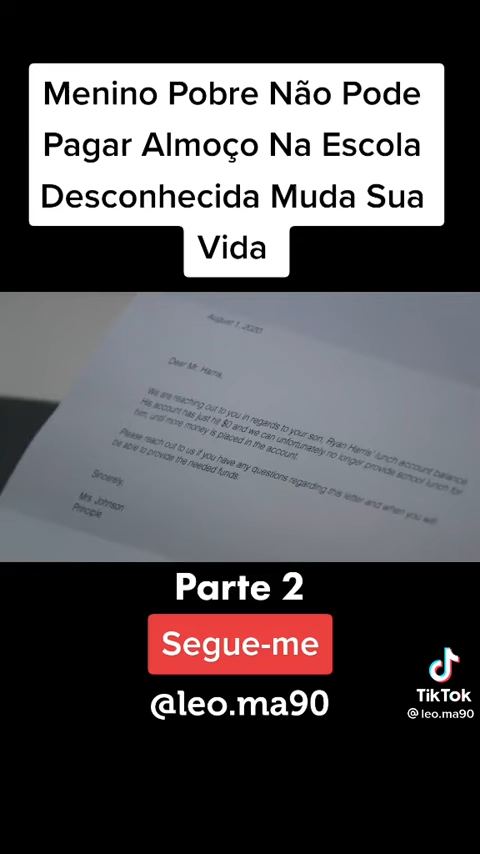 Menino Pobre Não Pode
Pagar Almoço Na Escola
Desconhecida Muda Sua
Vida
August 1, 2020
Dear Mr. Harris,
We are reaching out to you in regards to your son. Ryan Harris' lunch account balance
His account has just hit $0 and we can unfortunately no longer provide school lunch for
him, until more money is placed in the account.
Please reach out to us if you have any questions regarding this letter and when you will
be able to provide the needed funds.
Sincerely,
Mrs. Johnson
Principle
Parte 2
Segue-me
@leo.ma90
TikTok
@leo.ma90